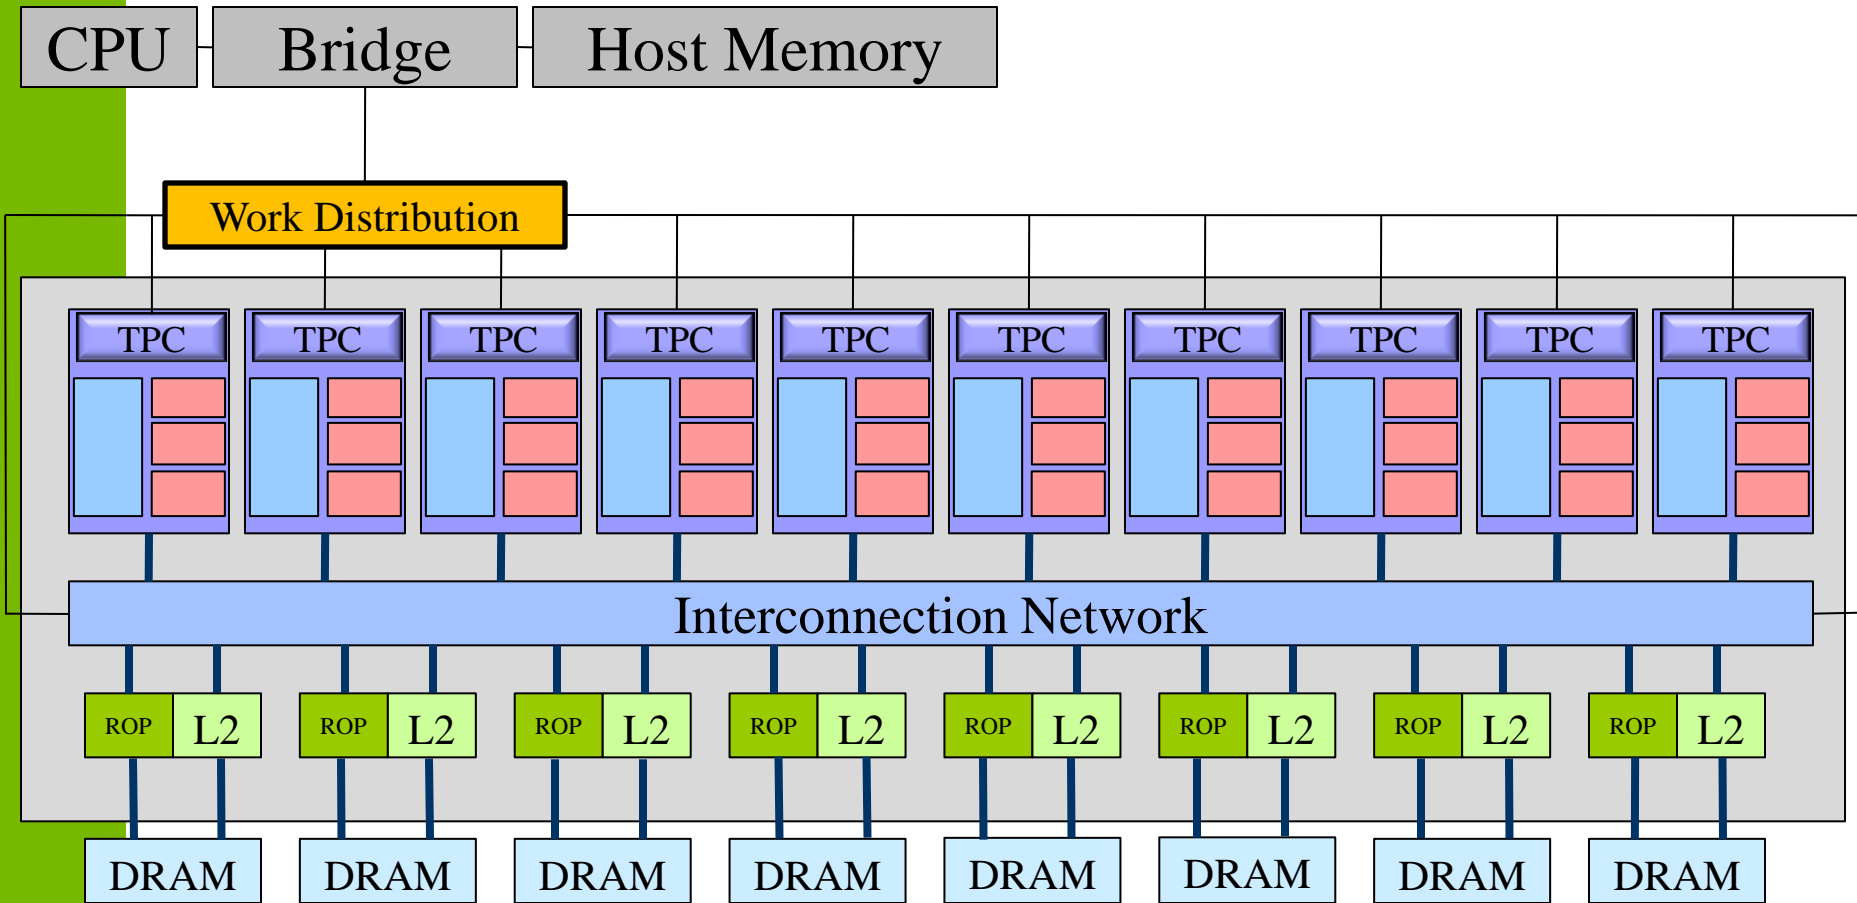 CPU
Bridge
Host Memory
Work Distribution
TPC
TPC
TPC
TPC
TPC
TPC
TPC
TPC
TPC
TPC
Interconnection Network
ROP
L2
ROP
L2
ROP
L2
ROP
L2
ROP
L2
ROP
L2
ROP
L2
ROP
L2
DRAM
DRAM
DRAM
DRAM
DRAM
DRAM
DRAM
DRAM